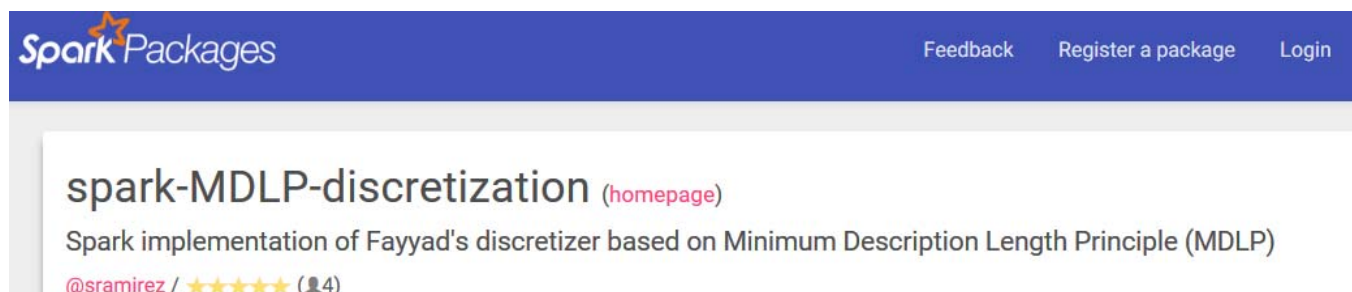 Spark Packages Feedback Register a package Login
spark-MDLP-discretization (homepage)
Spark implementation of Fayyad's discretizer based on Minimum Description Length Principle (MDLP)
@sramirez / ★★★★★ (👤4)